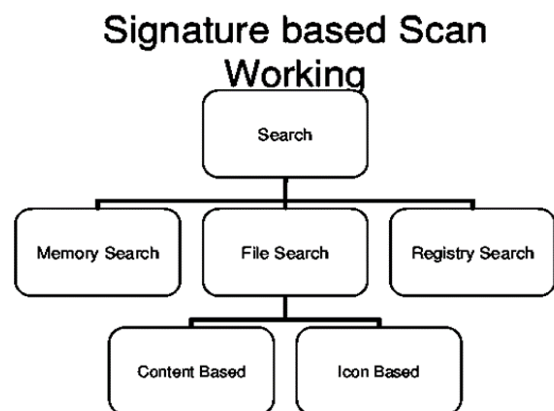 Signature based Scan
Working
Search
Memory Search
File Search
Registry Search
Content Based
Icon Based